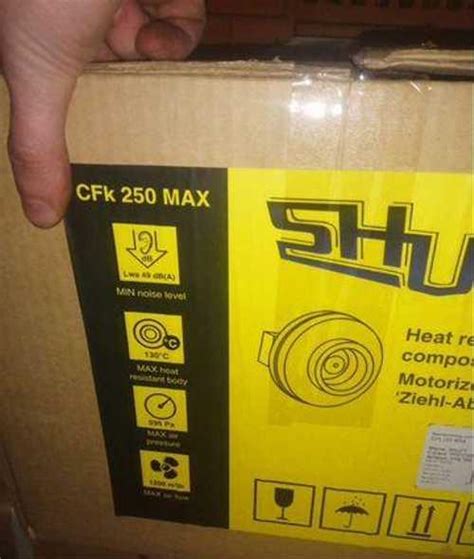 CFk 250 MAX
dB
Lwa 49 dB(A)
MIN noise level
°C
130°C
MAX heat
resistant body
Pa
MAX air
pressure
MAX air flow
SHU
Heat re
compos
Motorize
'Ziehl-Ab